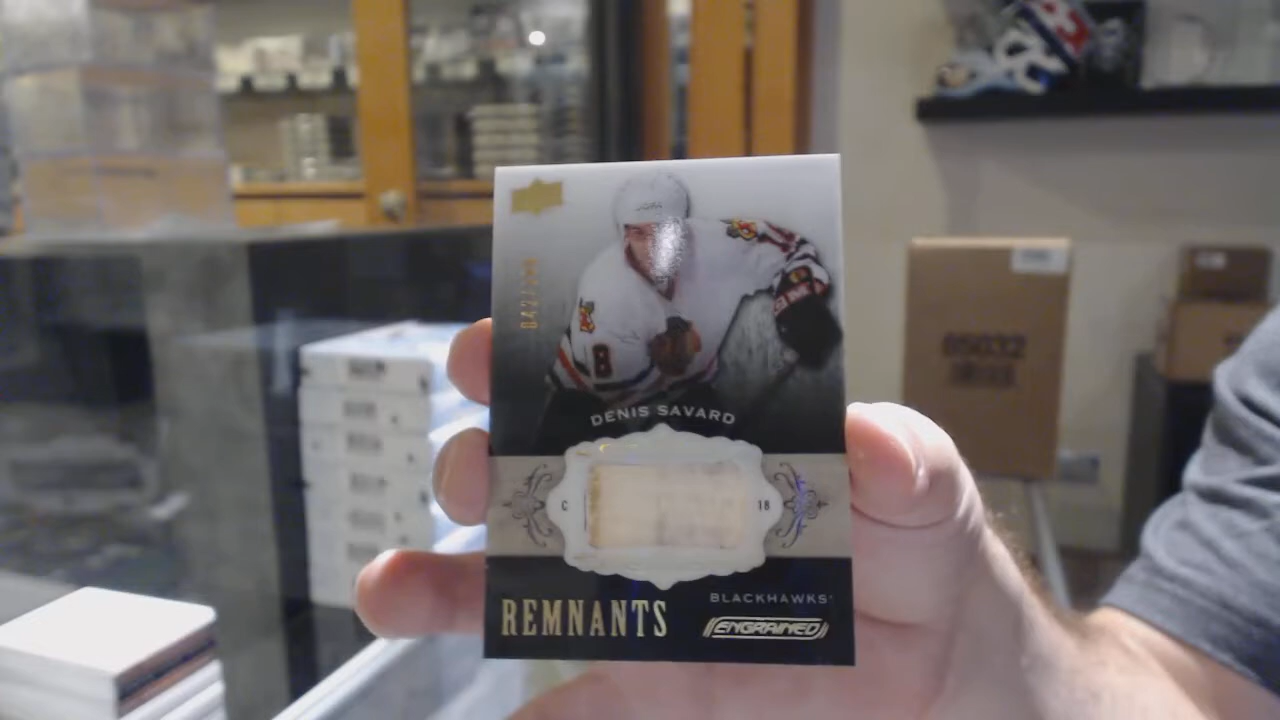 DENIS SAVARD
C
18
BLACKHAWKS
REMNANTS
ENGRAINED